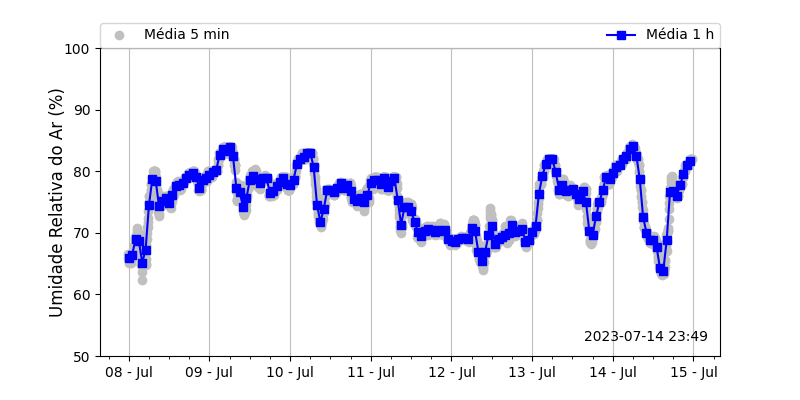 Média 5 min
Média 1 h
Umidade Relativa do Ar (%)
100
90
80
70
60
50
2023-07-14 23:49
08 - Jul
09 - Jul
10 - Jul
11 - Jul
12 - Jul
13 - Jul
14 - Jul
15 - Jul